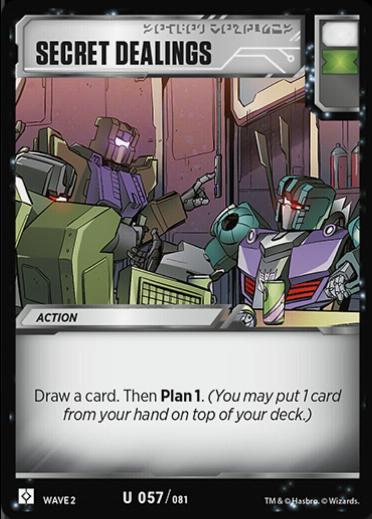 SECRET DEALINGS
ACTION
Draw a card. Then Plan 1. (You may put 1 card
from your hand on top of your deck.)
WAVE 2 U 057/081 TM & © Hasbro. © Wizards.